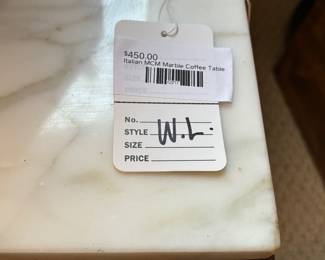 $450.00
Italian MCM Marble Coffee Table
No.
STYLE W.L.
SIZE
PRICE